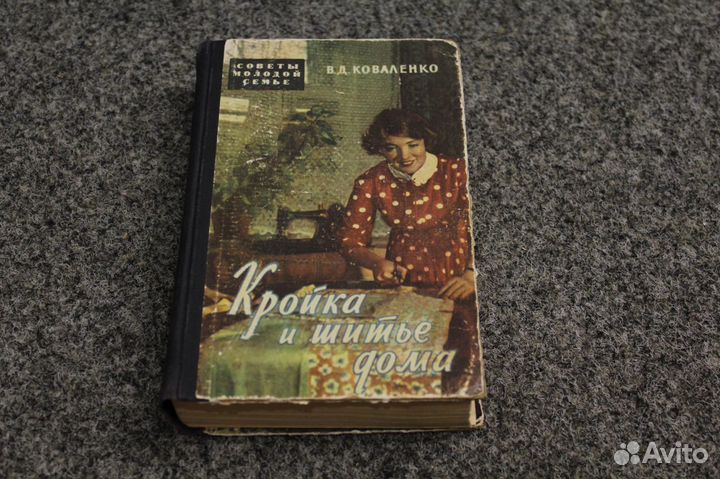 СОВЕТЫ
МОЛОДОЙ
СЕМЬЕ
В.Д. КОВАЛЕНКО
Кройка
и шитье
дома
Avito